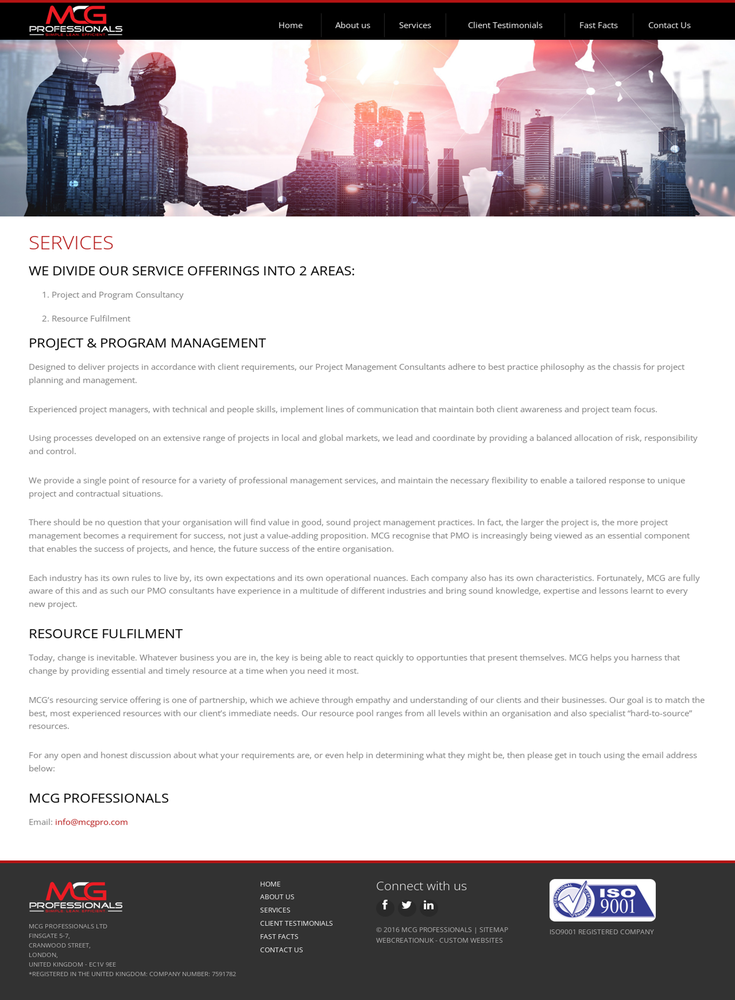 MCG
PROFESSIONALS
Home
About us
Services
Client Testimonials
Fast Facts
Contact Us
SERVICES
WE DIVIDE OUR SERVICE OFFERINGS INTO 2 AREAS:
1. Project and Program Consultancy
2. Resource Fulfilment
PROJECT & PROGRAM MANAGEMENT
Designed to deliver projects in accordance with client requirements, our Project Management Consultants adhere to best practice philosophy as the chassis for project
planning and management.
Experienced project managers, with technical and people skills, implement lines of communication that maintain both client awareness and project team focus.
Using processes developed on an extensive range of projects in local and global markets, we lead and coordinate by providing a balanced allocation of risk, responsibility
and control.
We provide a single point of resource for a variety of professional management services, and maintain the necessary flexibility to enable a tailored response to unique
project and contractual situations.
There should be no question that your organisation will find value in good, sound project management practices. In fact, the larger the project is, the more project
management becomes a requirement for success, not just a value-adding proposition. MCG recognise that PMO is increasingly being viewed as an essential component
that enables the success of projects, and hence, the future success of the entire organisation.
Each industry has its own rules to live by, its own expectations and its own operational nuances. Each company also has its own characteristics. Fortunately, MCG are fully
aware of this and as such our PMO consultants have experience in a multitude of different industries and bring sound knowledge, expertise and lessons learnt to every
new project.
RESOURCE FULFILMENT
Today, change is inevitable. Whatever business you are in, the key is being able to react quickly to opportunties that present themselves. MCG helps you harness that
change by providing essential and timely resource at a time when you need it most.
MCG's resourcing service offering is one of partnership, which we achieve through empathy and understanding of our clients and their businesses. Our goal is to match the
best, most experienced resources with our client's immediate needs. Our resource pool ranges from all levels within an organisation and also specialist "hard-to-source"
resources.
For any open and honest discussion about what your requirements are, or even help in determining what they might be, then please get in touch using the email address
below:
MCG PROFESSIONALS
Email: info@mcgpro.com
MCG
PROFESSIONALS
MCG PROFESSIONALS LTD
FINSGATE 5-7,
CRANWOOD STREET,
LONDON,
UNITED KINGDOM - EC1V 9EE
*REGISTERED IN THE UNITED KINGDOM: COMPANY NUMBER: 7591782
HOME
ABOUT US
SERVICES
CLIENT TESTIMONIALS
FAST FACTS
CONTACT US
Connect with us
© 2016 MCG PROFESSIONALS | SITEMAP
WEBCREATIONUK - CUSTOM WEBSITES
ISO
9001
ISO9001 REGISTERED COMPANY